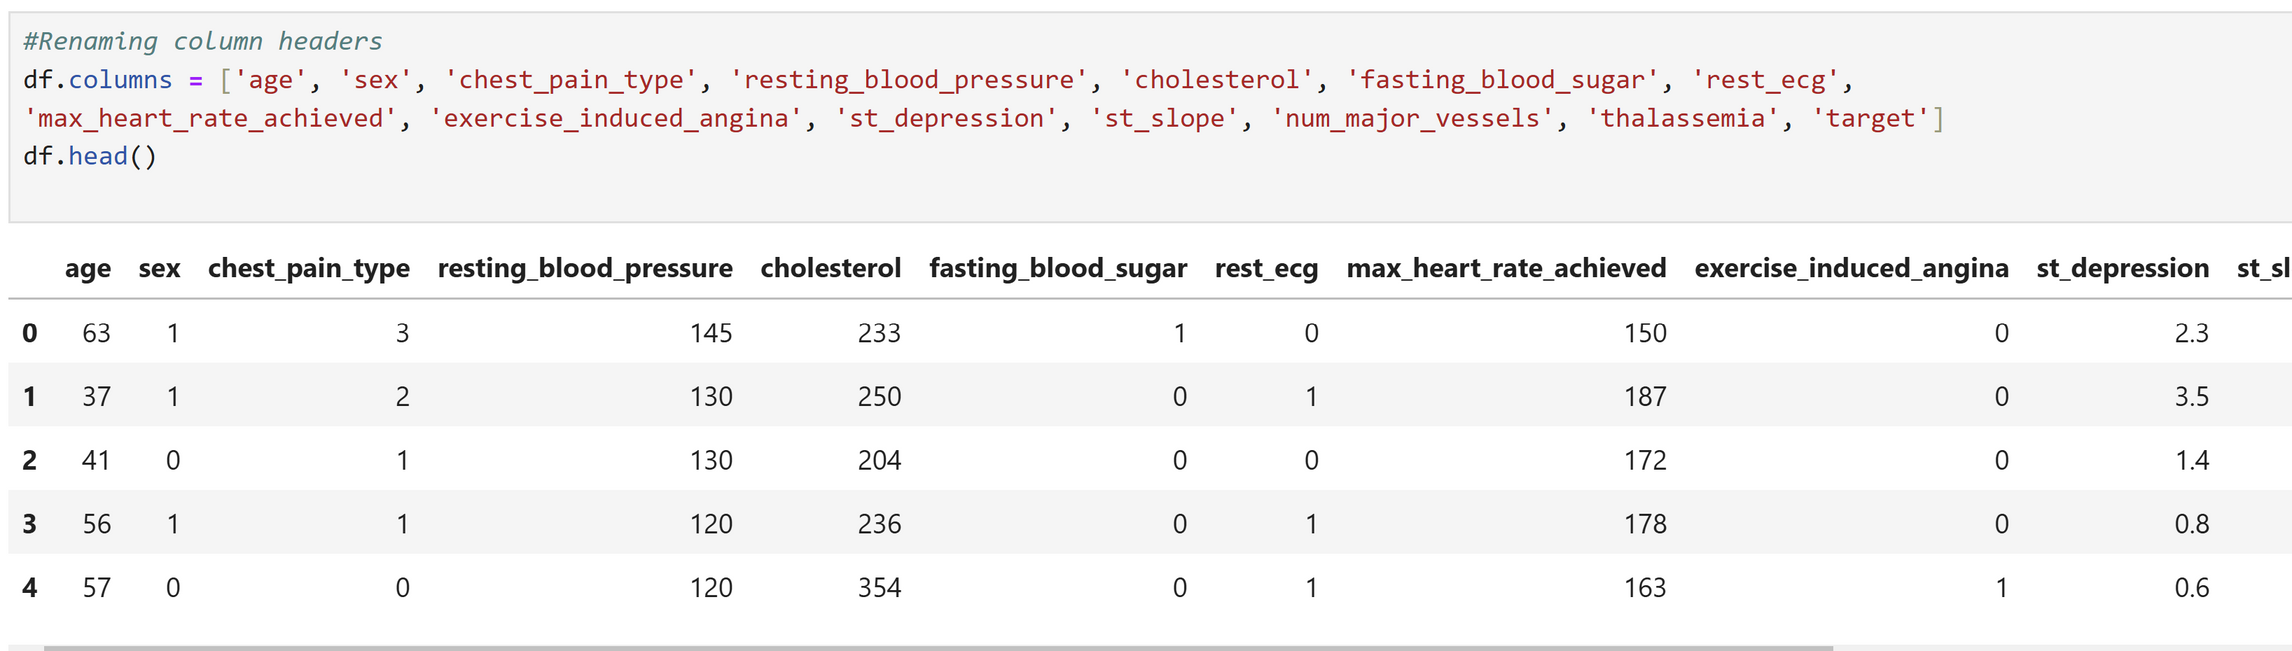 #Renaming column headers
df.columns = ['age', 'sex', 'chest_pain_type', 'resting_blood_pressure', 'cholesterol', 'fasting_blood_sugar', 'rest_ecg',
'max_heart_rate_achieved', 'exercise_induced_angina', 'st_depression', 'st_slope', 'num_major_vessels', 'thalassemia', 'target']
df.head()
age sex chest_pain_type resting_blood_pressure cholesterol fasting_blood_sugar rest_ecg max_heart_rate_achieved exercise_induced_angina st_depression st_sl
0 63 1 3 145 233 1 0 150 0 2.3
1 37 1 2 130 250 0 1 187 0 3.5
2 41 0 1 130 204 0 0 172 0 1.4
3 56 1 1 120 236 0 1 178 0 0.8
4 57 0 0 120 354 0 1 163 1 0.6